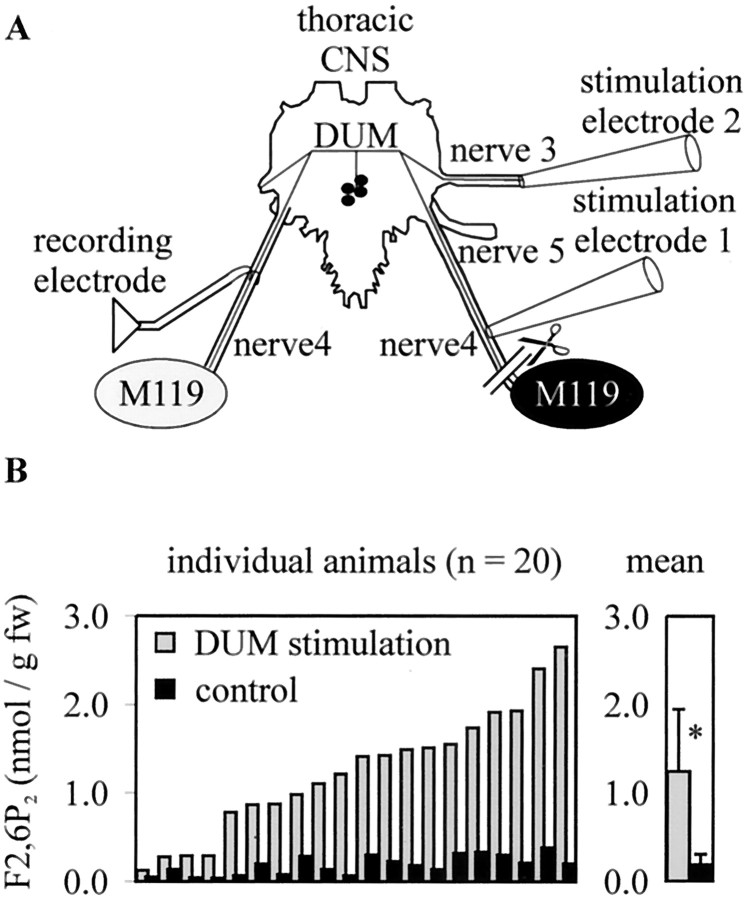 A
thoracic
CNS
stimulation
electrode 2
DUM
nerve 3
stimulation
electrode 1
recording
electrode
nerve 5
nerve4
nerve4
M119
M119
B
individual animals (n = 20)
mean
F2,6P2 (nmol / g fw)
3.0
2.0
1.0
0.0
DUM stimulation
control
3.0
2.0
1.0
0.0
*